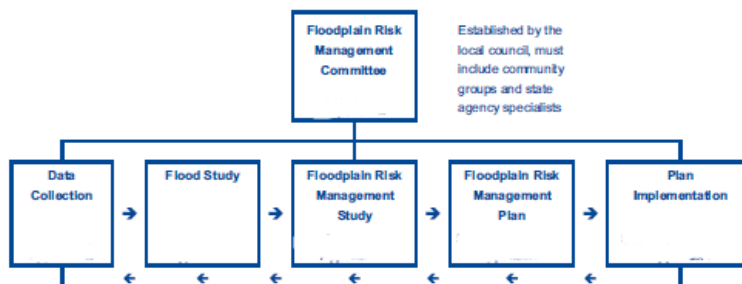 Floodplain Risk
Management
Committee
Established by the
local council, must
include community
groups and state
agency specialists
Data
Collection
Flood Study
Floodplain Risk
Management
Study
Floodplain Risk
Management
Plan
Plan
Implementation